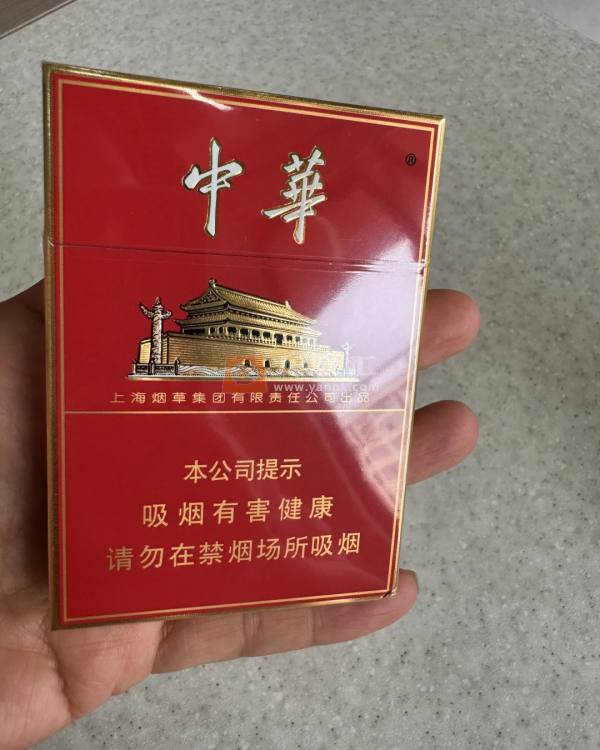 中華
®
上海烟草集团有限责任公司出品
本公司提示
吸烟有害健康
请勿在禁烟场所吸烟